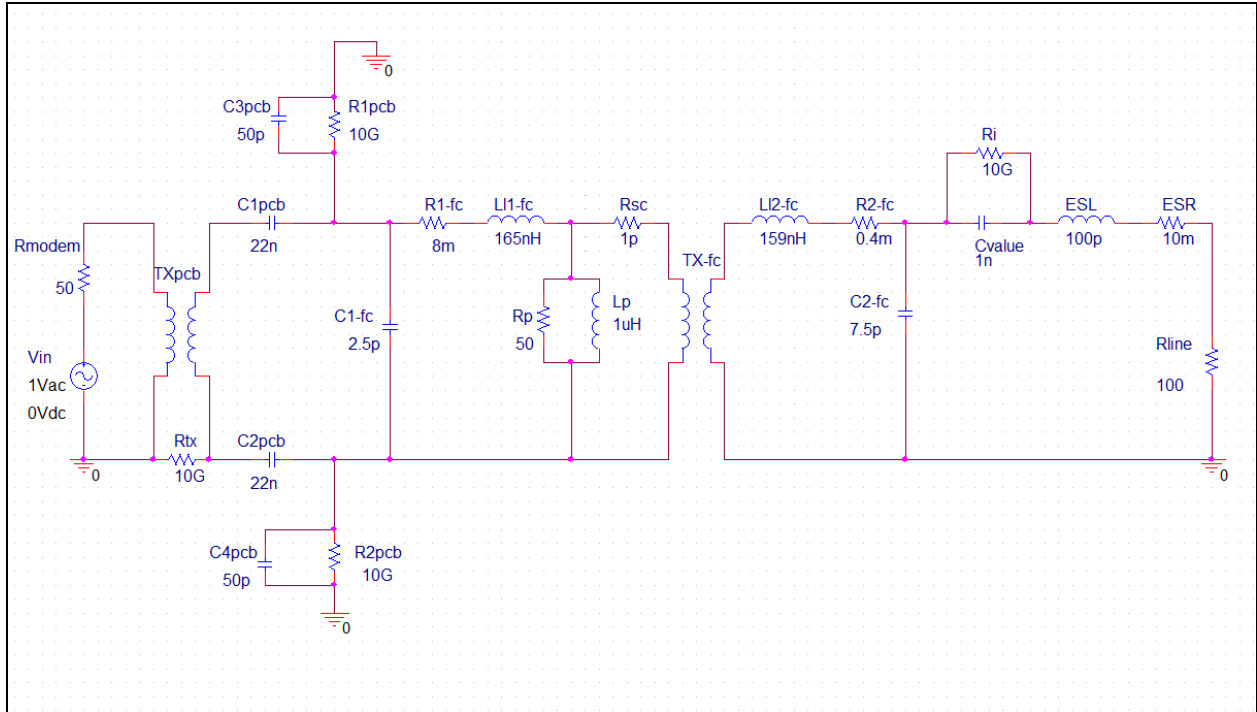 0
C3pcb
R1pcb
50p
10G
Ri
10G
C1pcb
22n
R1-fc
8m
Ll1-fc
165nH
Rsc
1p
Ll2-fc
159nH
R2-fc
0.4m
Cvalue
1n
ESL
100p
ESR
10m
Rmodem
50
TXpcb
TX-fc
C1-fc
2.5p
Rp
50
Lp
1uH
C2-fc
7.5p
Vin
1Vac
0Vdc
Rline
100
Rtx
10G
C2pcb
22n
0
0
C4pcb
50p
R2pcb
10G
0